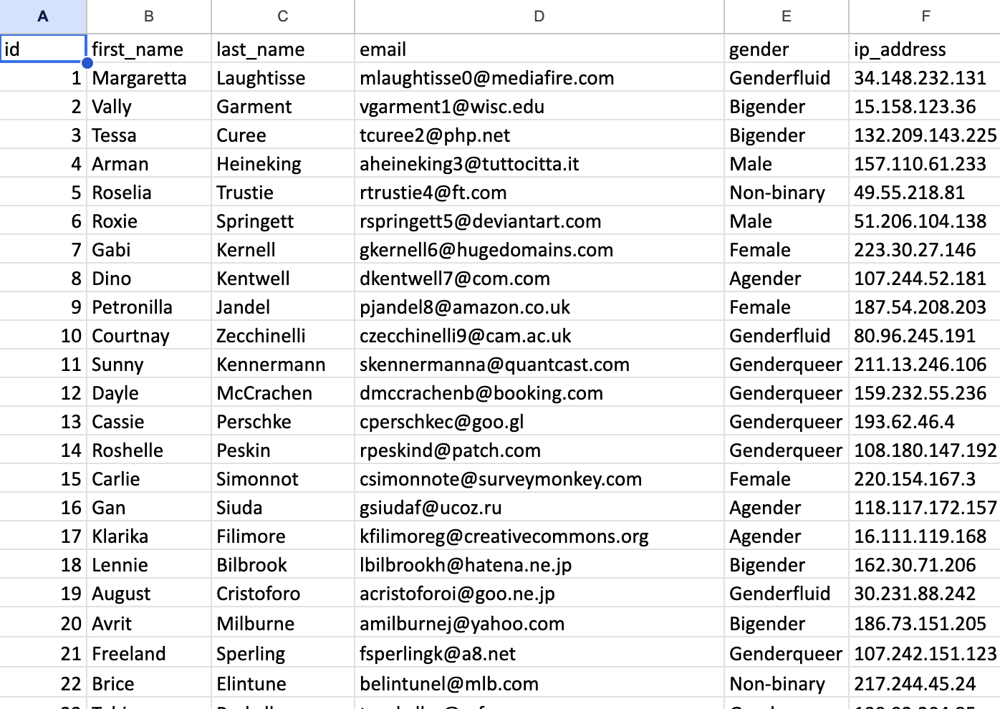 A B C D E F
id first_name last_name email gender ip_address
1 Margaretta Laughtisse mlaughtisse0@mediafire.com Genderfluid 34.148.232.131
2 Vally Garment vgarment1@wisc.edu Bigender 15.158.123.36
3 Tessa Curee tcuree2@php.net Bigender 132.209.143.225
4 Arman Heineking aheineking3@tuttocitta.it Male 157.110.61.233
5 Roselia Trustie rtrustie4@ft.com Non-binary 49.55.218.81
6 Roxie Springett rspringett5@deviantart.com Male 51.206.104.138
7 Gabi Kernell gkernell6@hugedomains.com Female 223.30.27.146
8 Dino Kentwell dkentwell7@com.com Agender 107.244.52.181
9 Petronilla Jandel pjandel8@amazon.co.uk Female 187.54.208.203
10 Courtnay Zecchinelli czecchinelli9@cam.ac.uk Genderfluid 80.96.245.191
11 Sunny Kennermann skennermanna@quantcast.com Genderqueer 211.13.246.106
12 Dayle McCrachen dmccrachenb@booking.com Genderqueer 159.232.55.236
13 Cassie Perschke cperschkec@goo.gl Genderqueer 193.62.46.4
14 Roshelle Peskin rpeskind@patch.com Genderqueer 108.180.147.192
15 Carlie Simonnot csimonnote@surveymonkey.com Female 220.154.167.3
16 Gan Siuda gsiudaf@ucoz.ru Agender 118.117.172.157
17 Klarika Filimore kfilimoreg@creativecommons.org Agender 16.111.119.168
18 Lennie Bilbrook lbilbrookh@hatena.ne.jp Bigender 162.30.71.206
19 August Cristoforo acristoforoi@goo.ne.jp Genderfluid 30.231.88.242
20 Avrit Milburne amilburnej@yahoo.com Bigender 186.73.151.205
21 Freeland Sperling fsperlingk@a8.net Genderqueer 107.242.151.123
22 Brice Elintune belintunel@mlb.com Non-binary 217.244.45.24